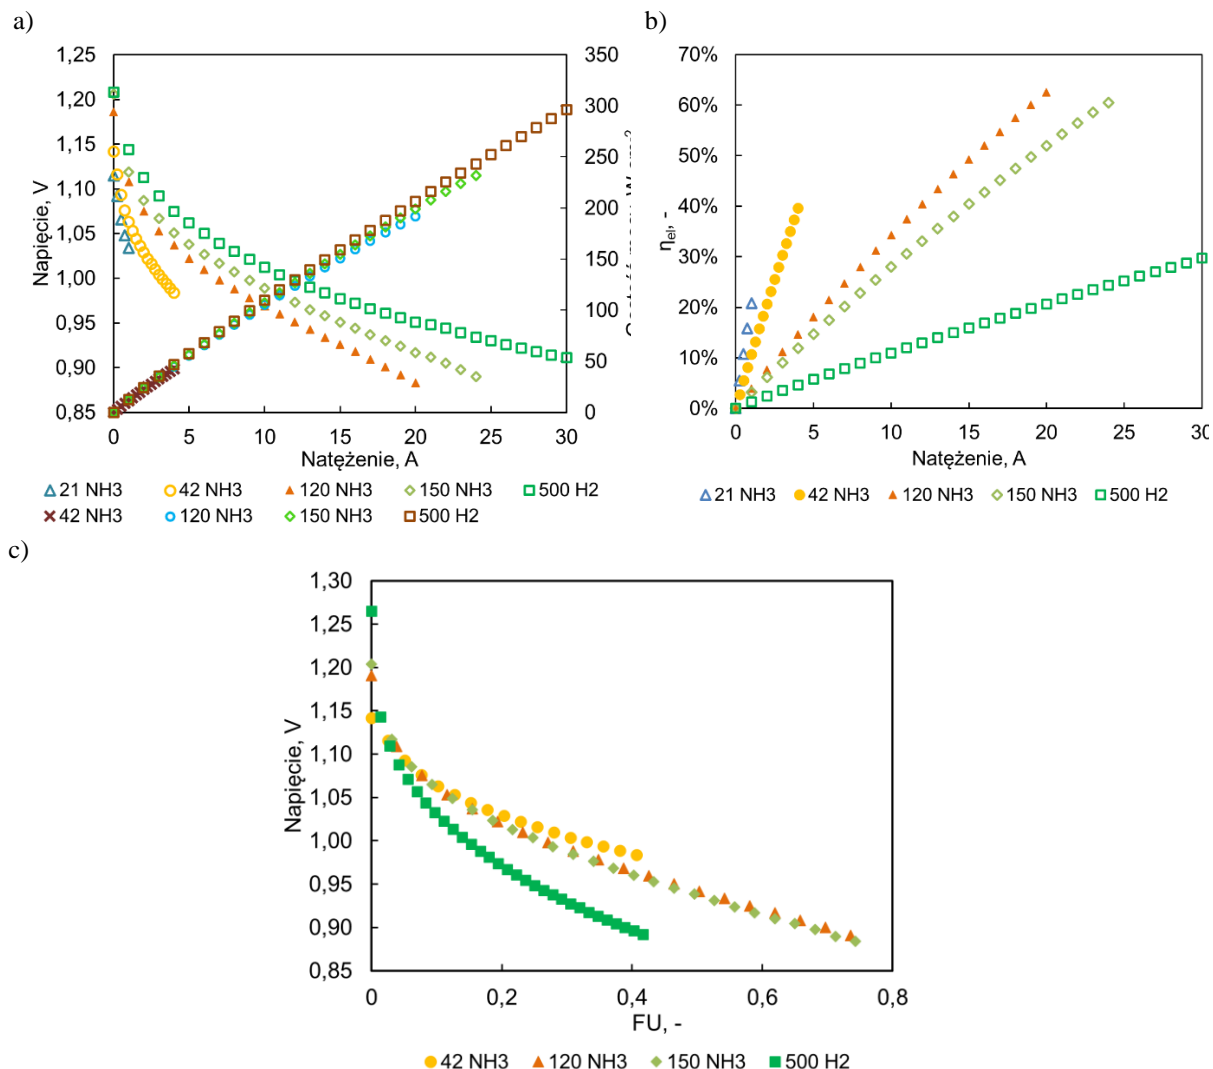 a)
b)
1,25
1,20
1,15
1,10
1,05
1,00
0,95
0,90
0,85
Napięcie, V
350
300
250
200
150
100
50
0
0 5 10 15 20 25 30
Natężenie, A
21 NH3 42 NH3 120 NH3 150 NH3 500 H2
42 NH3 120 NH3 150 NH3 500 H2
70%
60%
50%
40%
30%
20%
10%
0%
ηel, -
0 5 10 15 20 25 30
Natężenie, A
21 NH3 42 NH3 120 NH3 150 NH3 500 H2
c)
1,30
1,25
1,20
1,15
1,10
1,05
1,00
0,95
0,90
0,85
Napięcie, V
0 0,2 0,4 0,6 0,8
FU, -
42 NH3 120 NH3 150 NH3 500 H2